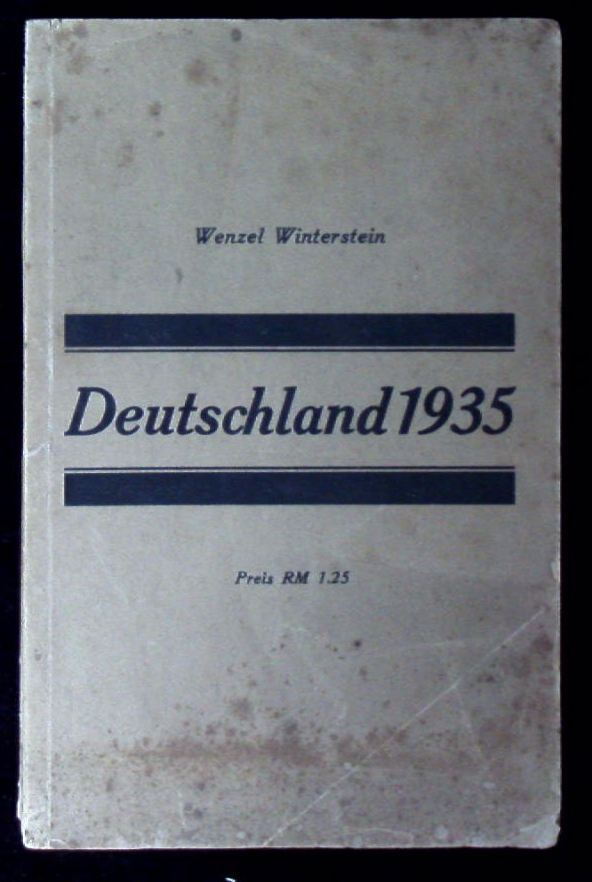 Wenzel Winterstein
Deutschland 1935
Preis RM 1.25